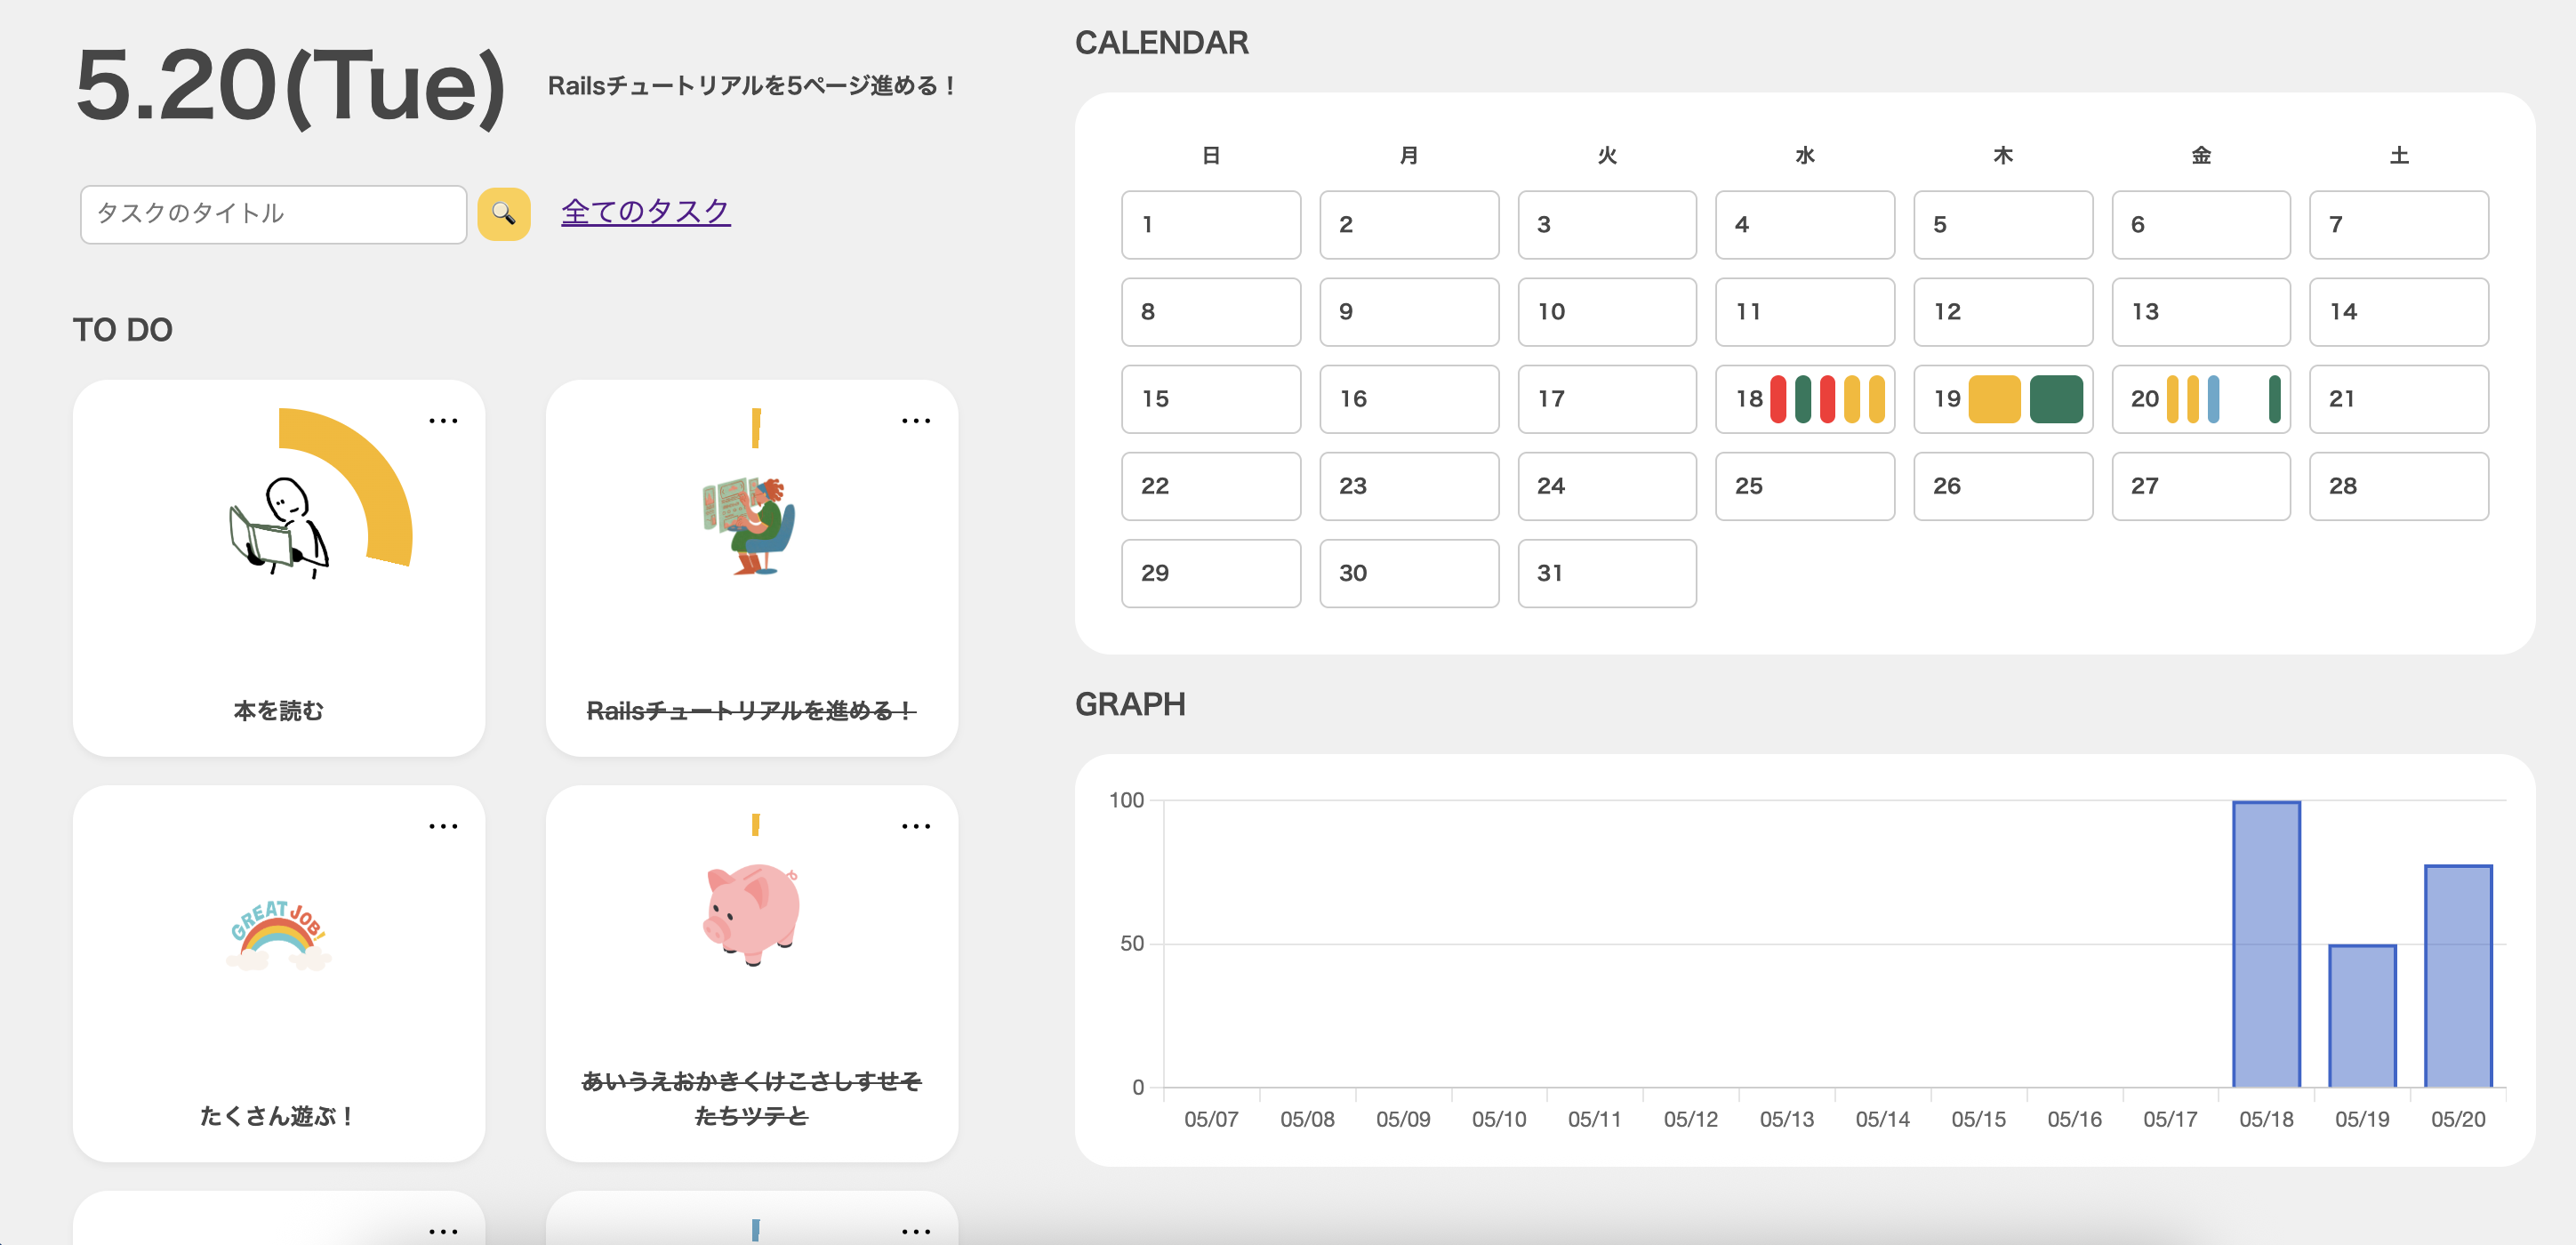 5.20(Tue)
Railsチュートリアルを5ページ進める！
タスクのタイトル
全てのタスク
TO DO
本を読む
Railsチュートリアルを進める！
GREAT JOB!
たくさん遊ぶ！
あいうえおかきくけこさしすせそ
たちツテと
CALENDAR
日 月 火 水 木 金 土
1 2 3 4 5 6 7
8 9 10 11 12 13 14
15 16 17 18 19 20 21
22 23 24 25 26 27 28
29 30 31
GRAPH
100
50
0
05/07 05/08 05/09 05/10 05/11 05/12 05/13 05/14 05/15 05/16 05/17 05/18 05/19 05/20